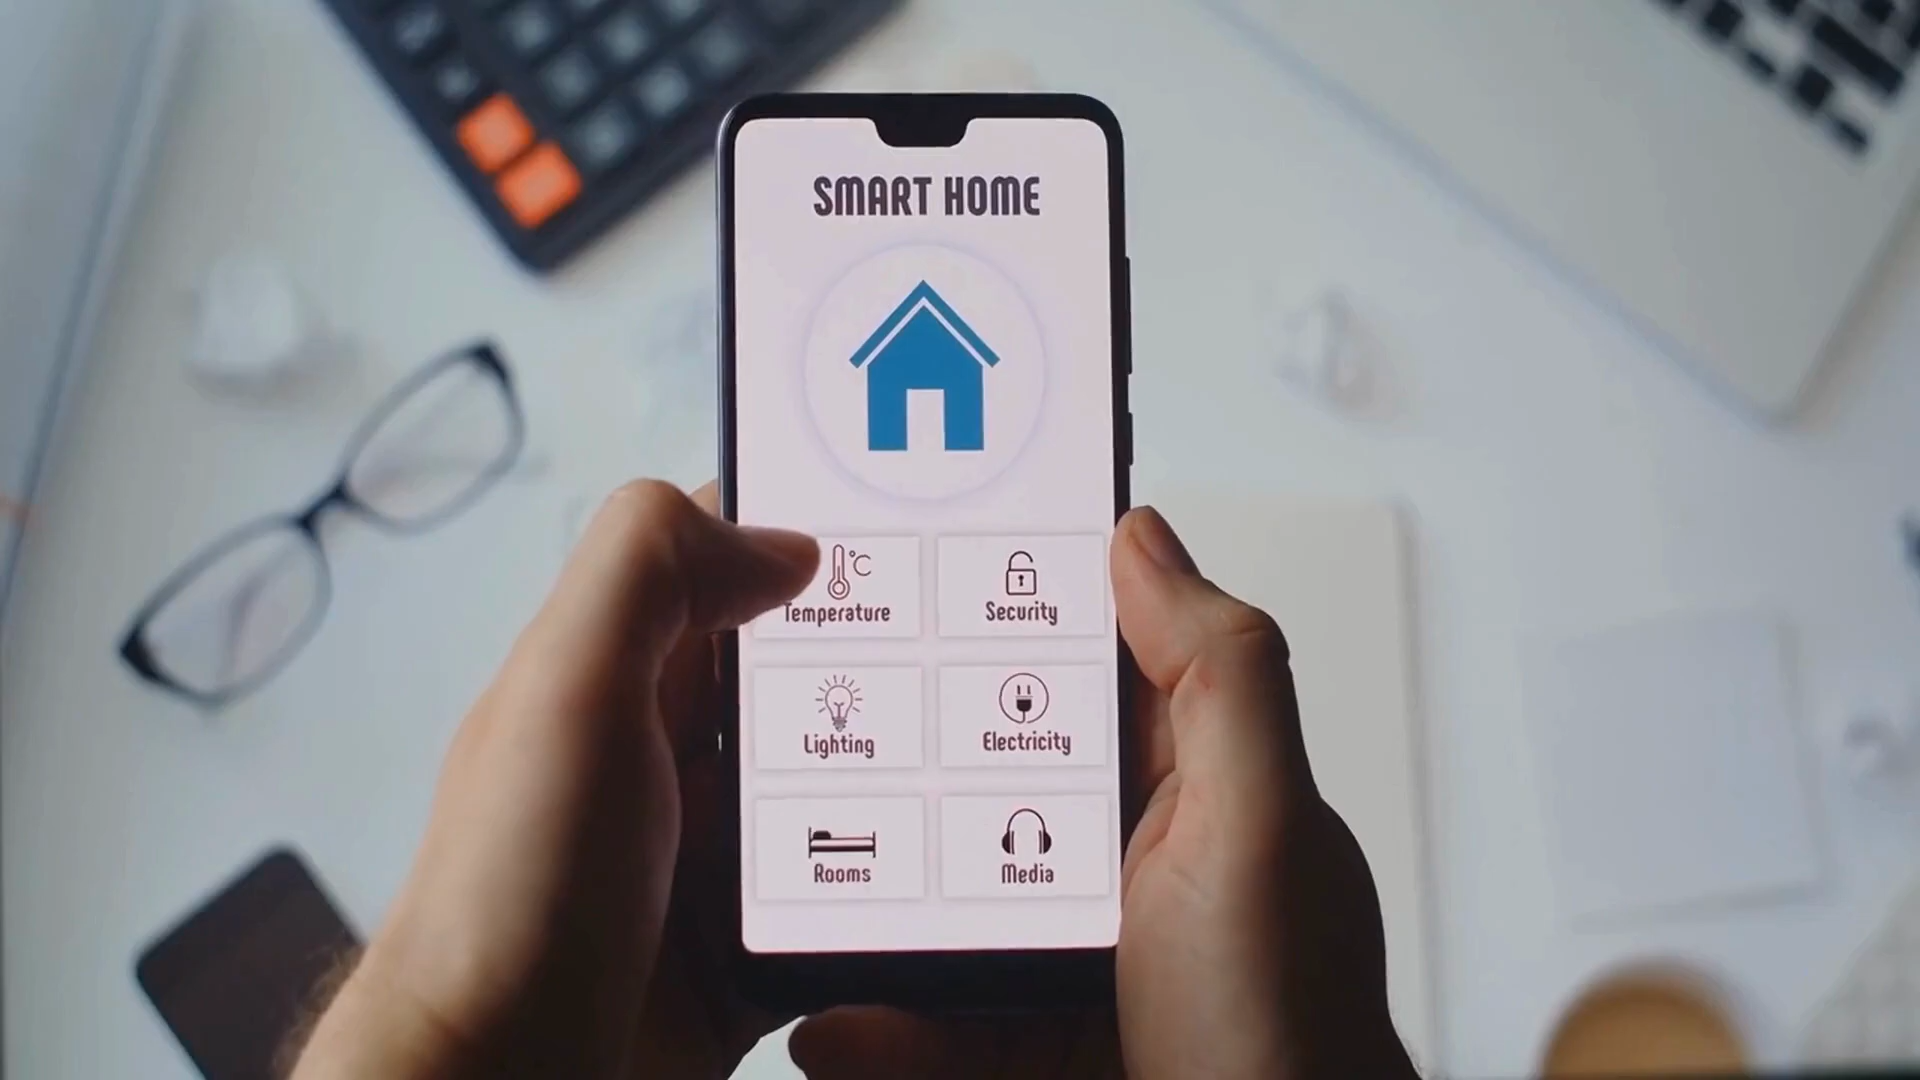 SMART HOME
°C
Temperature
Security
Lighting
Electricity
Rooms
Media